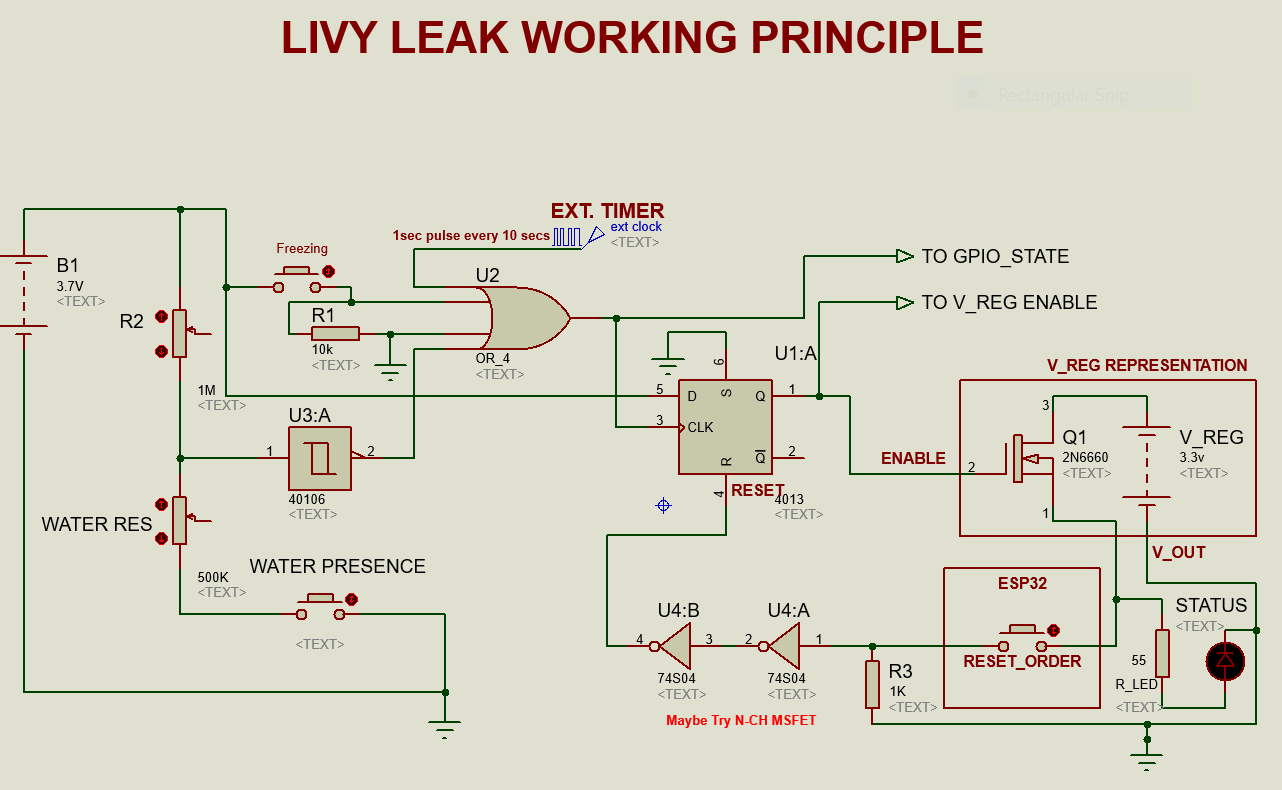 LIVY LEAK WORKING PRINCIPLE
Rectangular Snip
EXT. TIMER
1sec pulse every 10 secs
ext clock
<TEXT>
Freezing
TO GPIO_STATE
B1
3.7V
<TEXT>
U2
TO V_REG ENABLE
R2
R1
10k
<TEXT>
OR_4
<TEXT>
U1:A
6
V_REG REPRESENTATION
1M
<TEXT>
5
D
S
Q
1
3
CLK
R
Q
2
4
RESET
4013
<TEXT>
U3:A
1
2
40106
<TEXT>
3
Q1
2N6660
<TEXT>
V_REG
3.3v
<TEXT>
ENABLE
2
1
V_OUT
WATER RES
500K
<TEXT>
WATER PRESENCE
<TEXT>
ESP32
RESET_ORDER
STATUS
<TEXT>
U4:B
4
3
74S04
<TEXT>
U4:A
2
1
74S04
<TEXT>
R3
1K
<TEXT>
55
R_LED
<TEXT>
Maybe Try N-CH MSFET